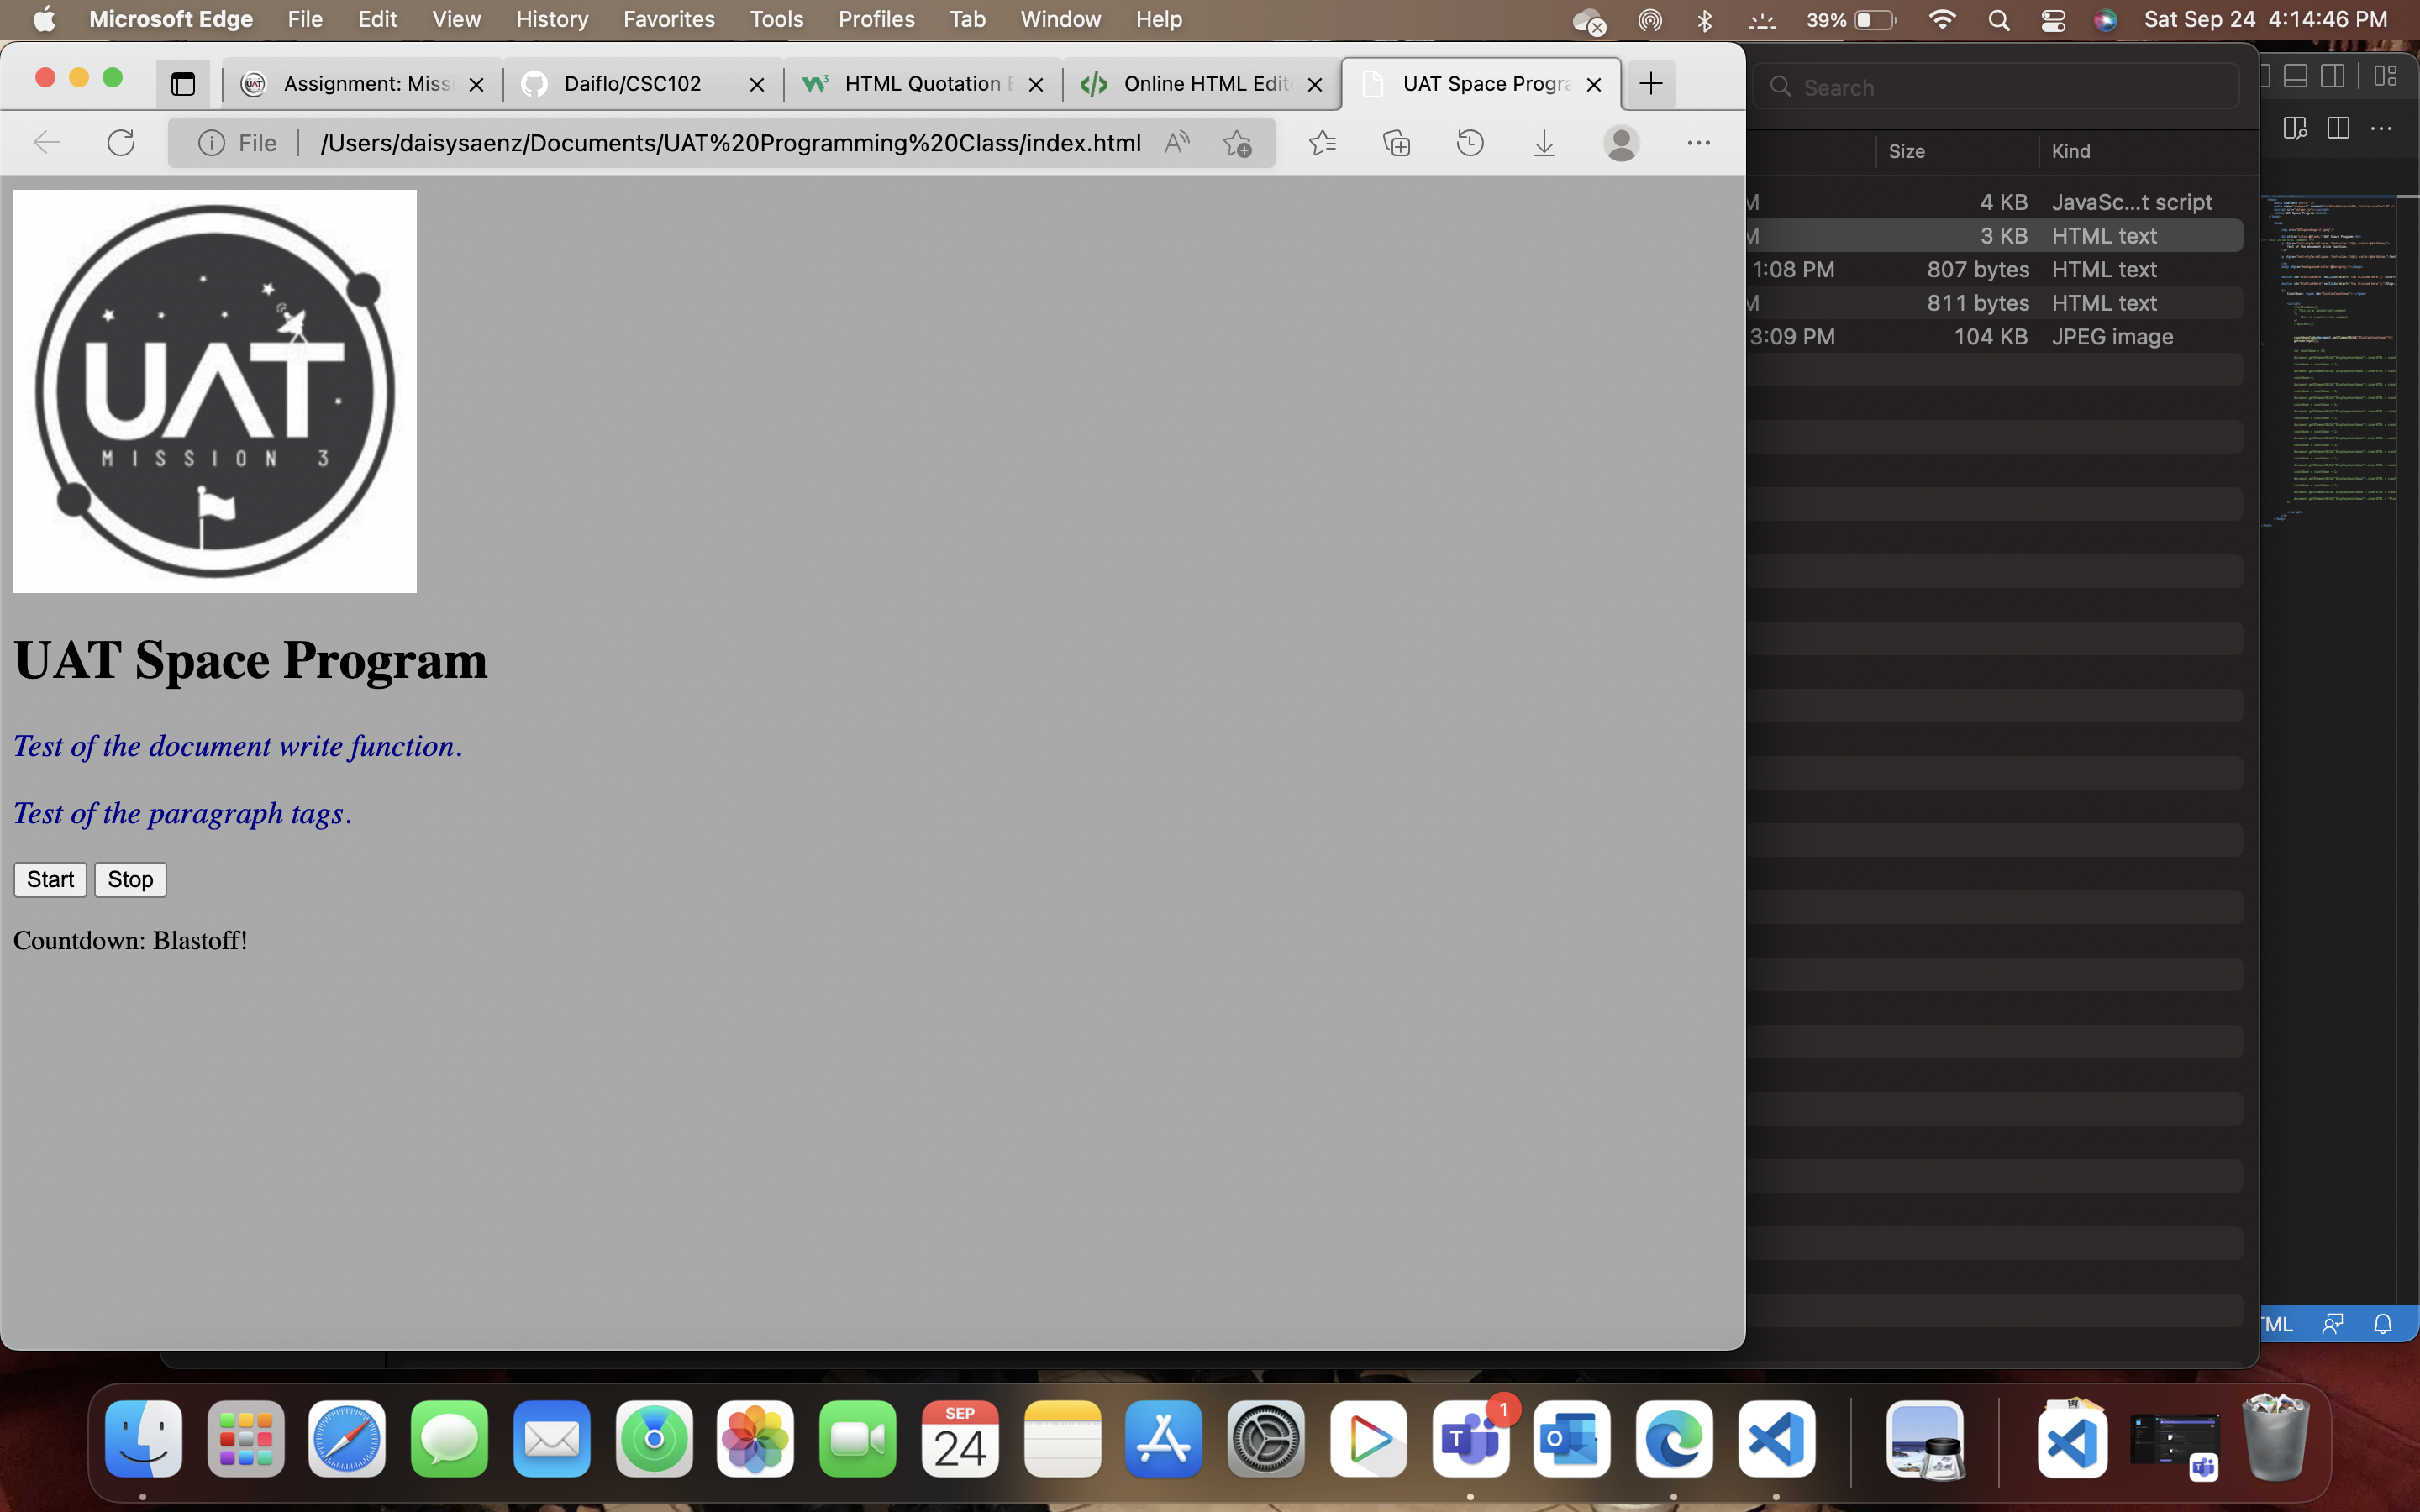 Microsoft Edge File Edit View History Favorites Tools Profiles Tab Window Help 39% Sat Sep 24 4:14:46 PM
Assignment: Miss Daiflo/CSC102 HTML Quotation E Online HTML Edit UAT Space Progra
File /Users/daisysaenz/Documents/UAT%20Programming%20Class/index.html
Search
Size Kind
M 4 KB JavaSc...t script
M 3 KB HTML text
1:08 PM 807 bytes HTML text
M 811 bytes HTML text
3:09 PM 104 KB JPEG image
UAT
MISSION 3
UAT Space Program
Test of the document write function.
Test of the paragraph tags.
Start Stop
Countdown: Blastoff!
TML
SEP
24
1